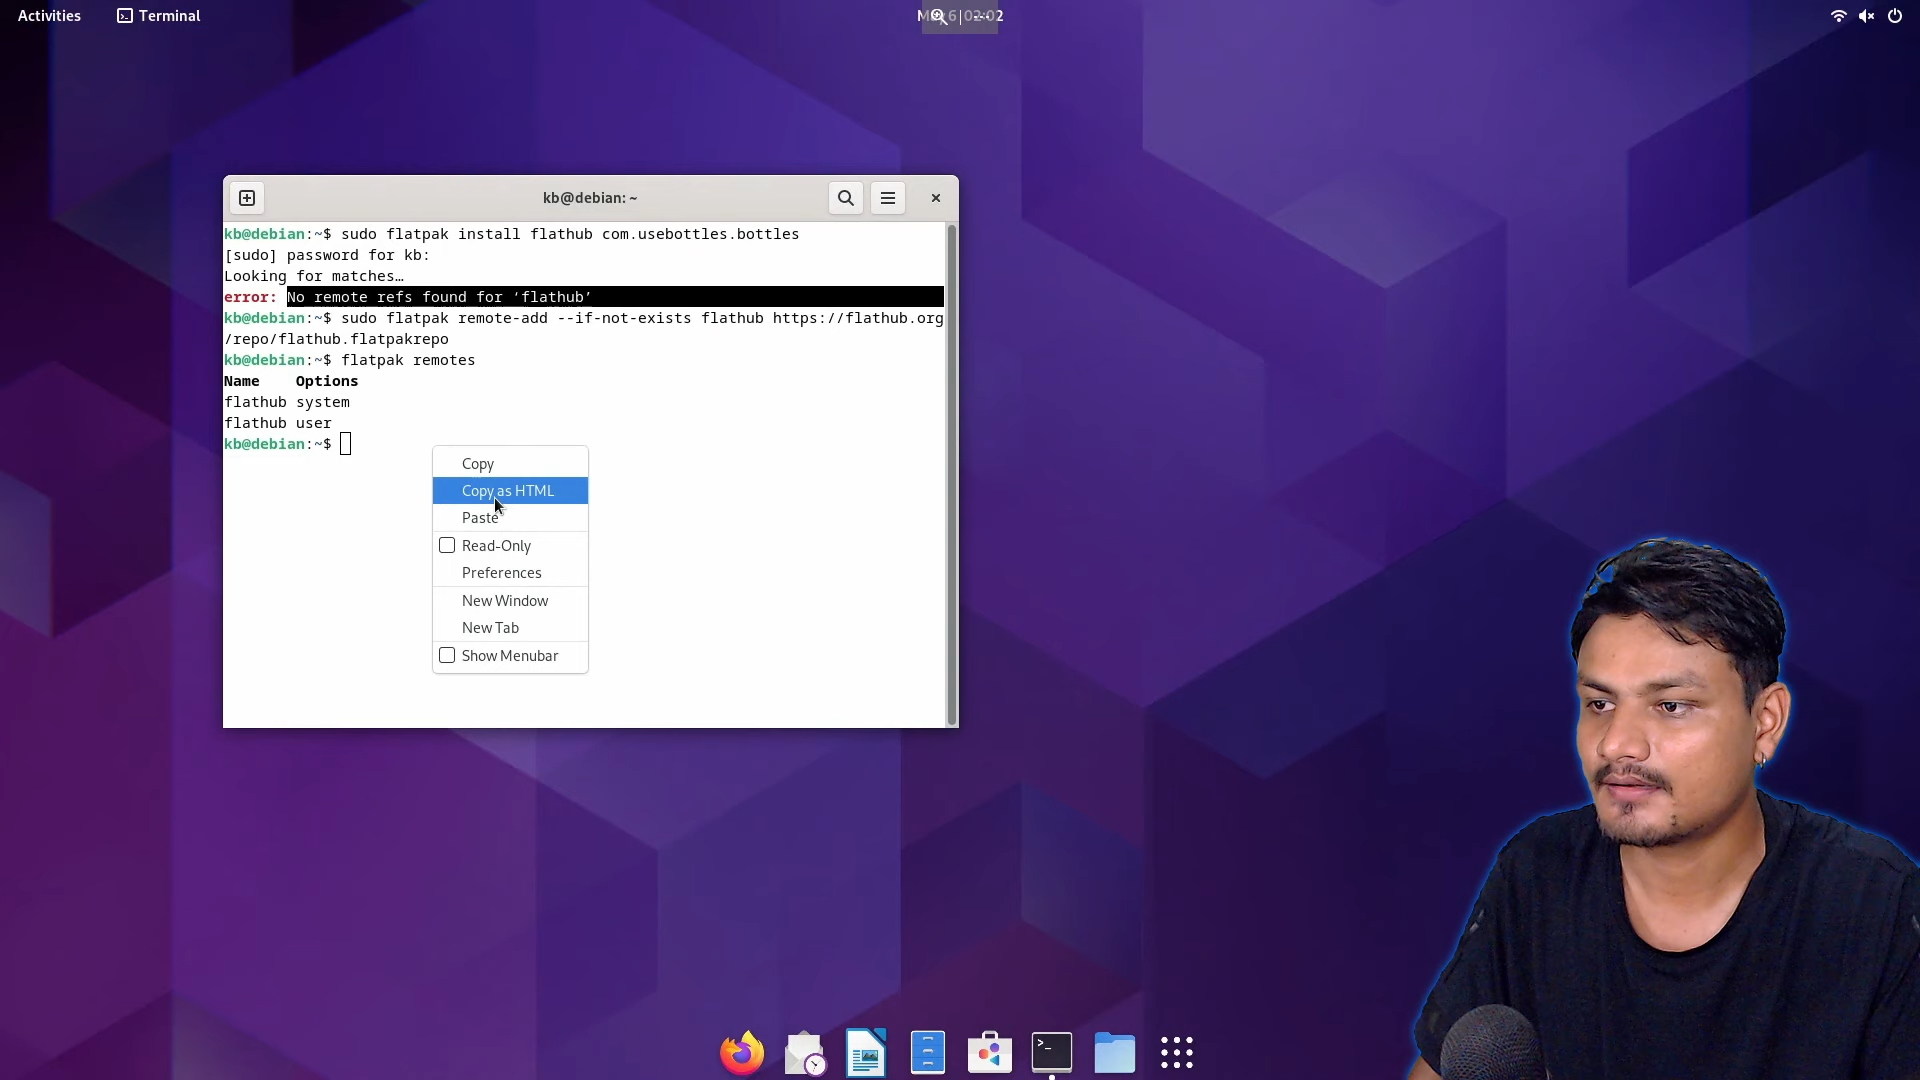 Activities
Terminal
kb@debian: ~
kb@debian:~$ sudo flatpak install flathub com.usebottles.bottles
[sudo] password for kb:
Looking for matches…
error: No remote refs found for ‘flathub’
kb@debian:~$ sudo flatpak remote-add --if-not-exists flathub https://flathub.org
/repo/flathub.flatpakrepo
kb@debian:~$ flatpak remotes
Name Options
flathub system
flathub user
kb@debian:~$
Copy
Copy as HTML
Paste
Read-Only
Preferences
New Window
New Tab
Show Menubar
>_